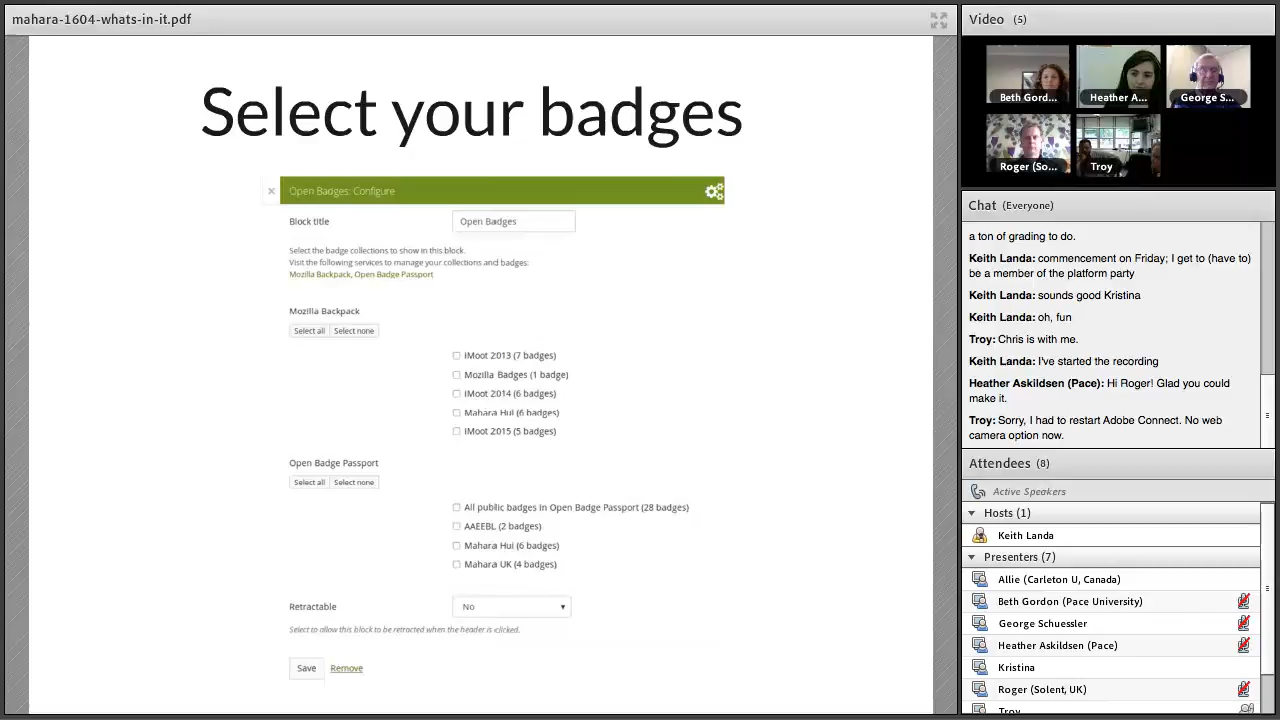 mahara-1604-whats-in-it.pdf
Select your badges
Open Badges: Configure
Block title
Open Badges
Select the badge collections to show in this block.
Visit the following services to manage your collections and badges:
Mozilla Backpack, Open Badge Passport
Mozilla Backpack
Select all
Select none
iMoot 2013 (7 badges)
Mozilla Badges (1 badge)
iMoot 2014 (6 badges)
Mahara Hui (6 badges)
iMoot 2015 (5 badges)
Open Badge Passport
Select all
Select none
All public badges in Open Badge Passport (28 badges)
AAEEBL (2 badges)
Mahara Hui (6 badges)
Mahara UK (4 badges)
Retractable
No
Select to allow this block to be retracted when the header is clicked.
Save
Remove
Video (5)
Beth Gord...
Heather A...
George S...
Roger (So...
Troy
Chat (Everyone)
a ton of grading to do.
Keith Landa: commencement on Friday; I get to (have to)
be a member of the platform party
Keith Landa: sounds good Kristina
Keith Landa: oh, fun
Troy: Chris is with me.
Keith Landa: I've started the recording
Heather Askildsen (Pace): Hi Roger! Glad you could
make it.
Troy: Sorry, I had to restart Adobe Connect. No web
camera option now.
Attendees (8)
Active Speakers
Hosts (1)
Keith Landa
Presenters (7)
Allie (Carleton U, Canada)
Beth Gordon (Pace University)
George Schuessler
Heather Askildsen (Pace)
Kristina
Roger (Solent, UK)
Troy